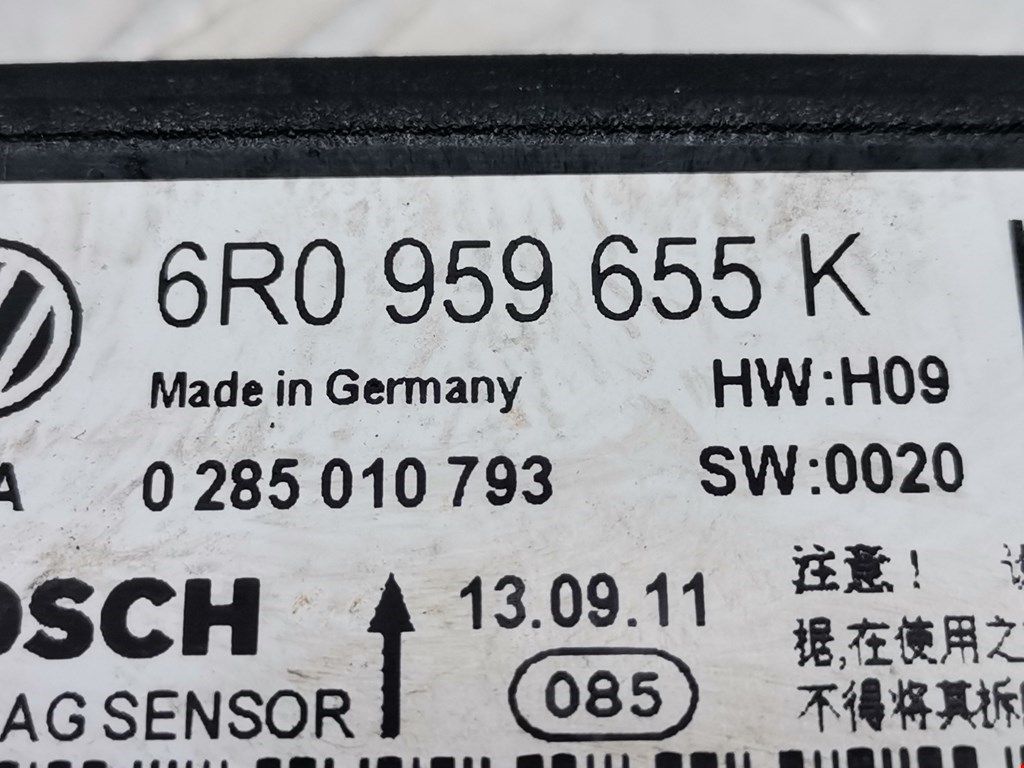 6R0 959 655 K
Made in Germany HW:H09
A 0 285 010 793 SW:0020
OSCH 13.09.11
AG SENSOR 085
注意!
据,在使用之
不得将其拆